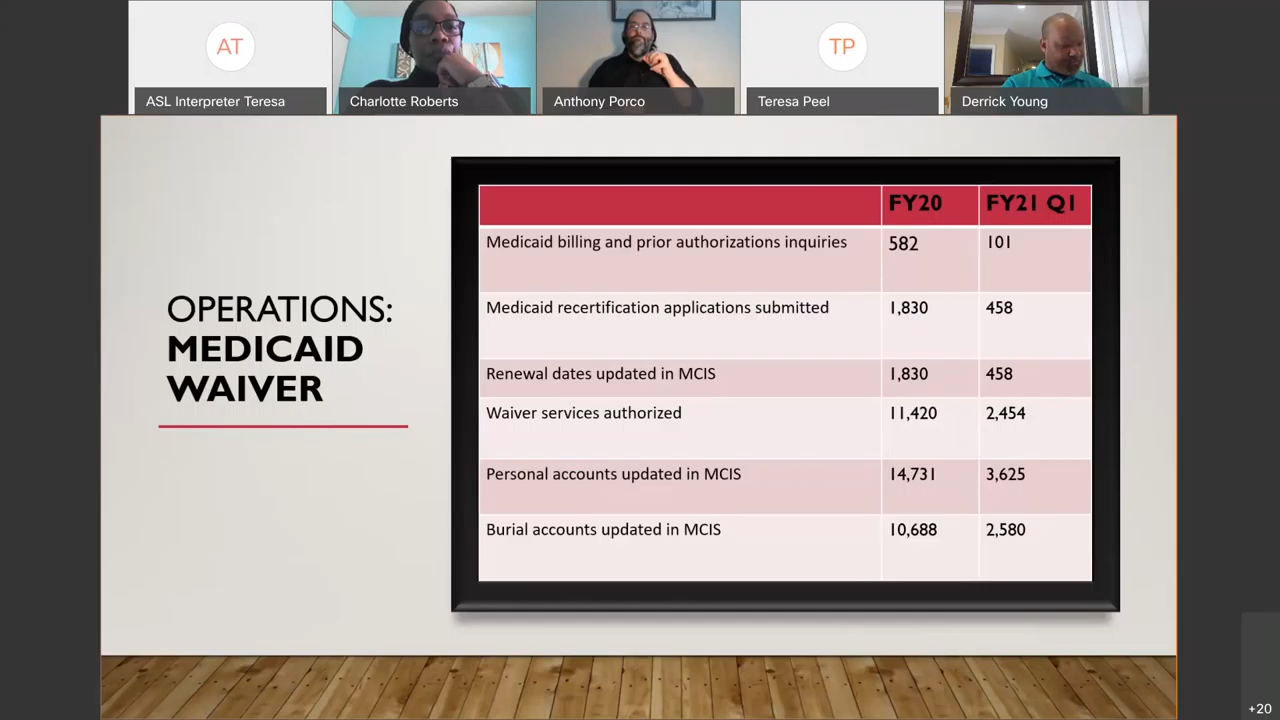 AT
TP
ASL Interpreter Teresa
Charlotte Roberts
Anthony Porco
Teresa Peel
Derrick Young
OPERATIONS:
MEDICAID
WAIVER
FY20 FY21 Q1
Medicaid billing and prior authorizations inquiries 582 101
Medicaid recertification applications submitted 1,830 458
Renewal dates updated in MCIS 1,830 458
Waiver services authorized 11,420 2,454
Personal accounts updated in MCIS 14,731 3,625
Burial accounts updated in MCIS 10,688 2,580
+20